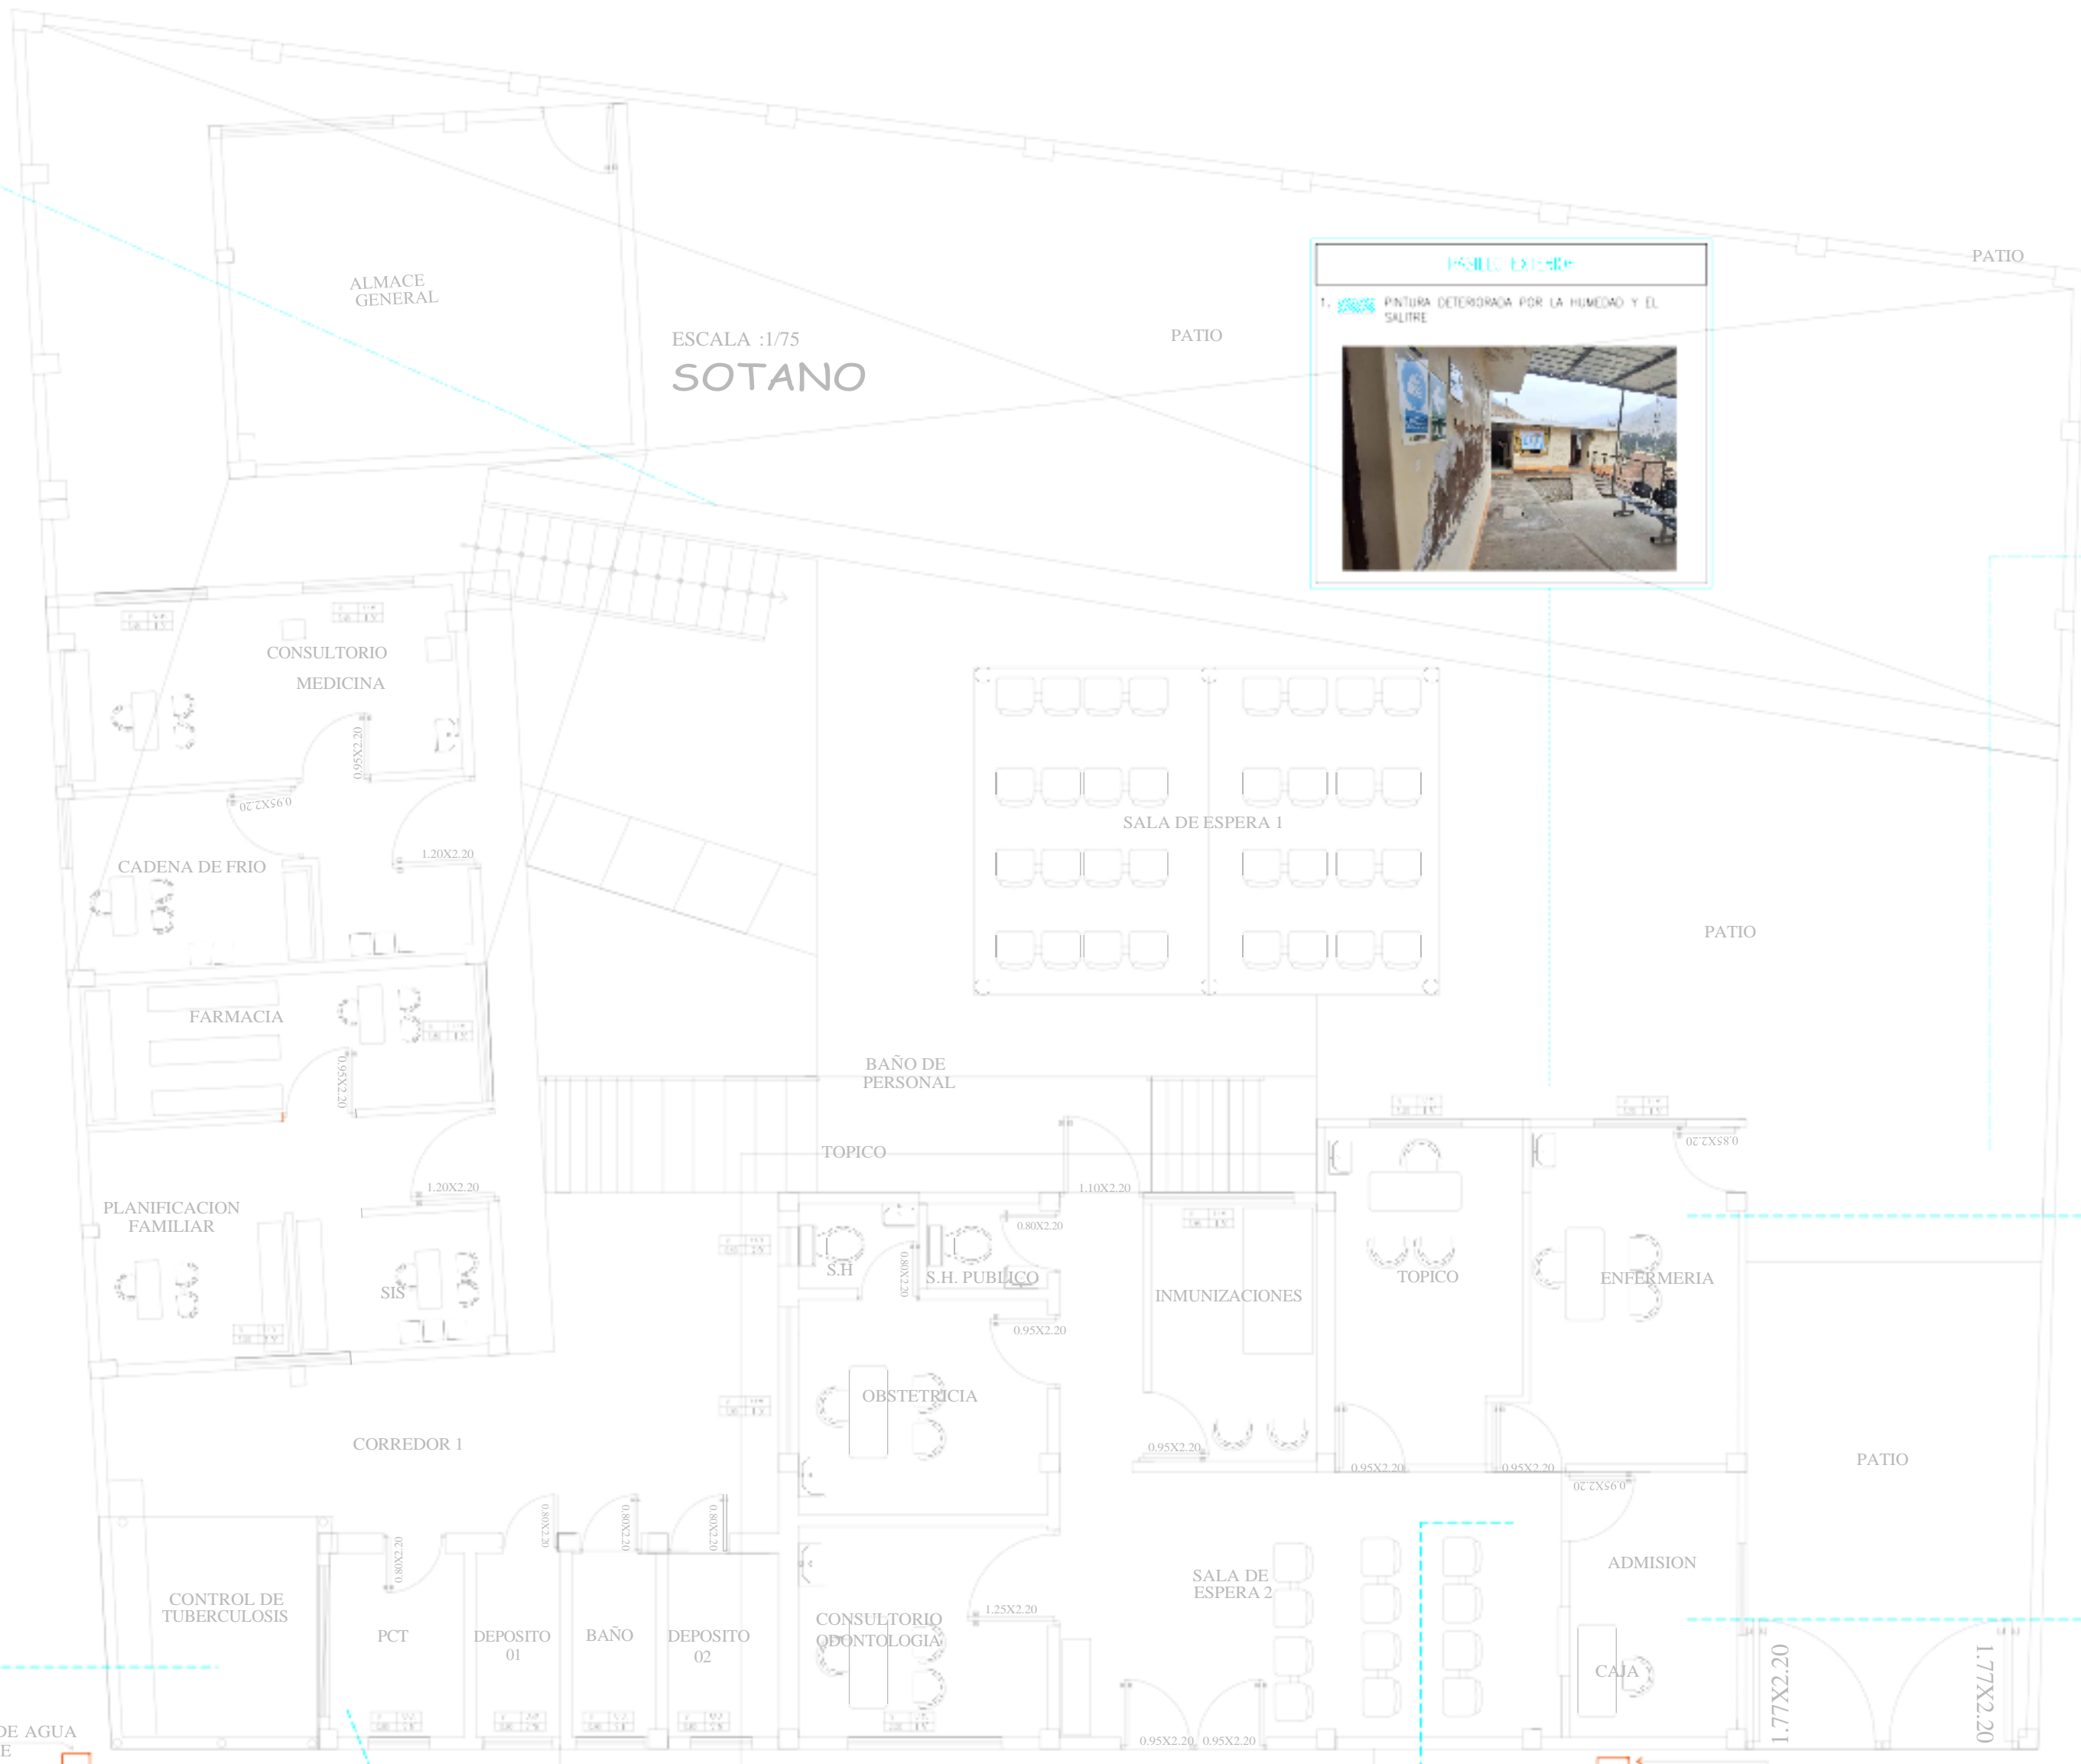 PATIO
1. PINTURA DETERIORADA POR LA HUMEDAD Y EL
SALITRE
ALMACE
GENERAL
ESCALA :1/75
SOTANO
PATIO
CONSULTORIO
MEDICINA
0.95X2.20
0.95X2.20
CADENA DE FRIO
1.20X2.20
SALA DE ESPERA 1
PATIO
FARMACIA
0.95X2.20
BAÑO DE
PERSONAL
TOPICO
1.20X2.20
1.10X2.20
0.85X2.20
PLANIFICACION
FAMILIAR
SIS
S.H
0.80X2.20
S.H. PUBLICO
0.80X2.20
INMUNIZACIONES
TOPICO
ENFERMERIA
0.95X2.20
OBSTETRICIA
CORREDOR 1
0.95X2.20
0.95X2.20
0.95X2.20
0.95X2.20
PATIO
0.80X2.20
0.80X2.20
0.80X2.20
0.80X2.20
CONTROL DE
TUBERCULOSIS
PCT
DEPOSITO
01
BAÑO
DEPOSITO
02
CONSULTORIO
ODONTOLOGIA
1.25X2.20
SALA DE
ESPERA 2
ADMISION
CAJA
1.77X2.20
1.77X2.20
0.95X2.20
0.95X2.20
DE AGUA
E